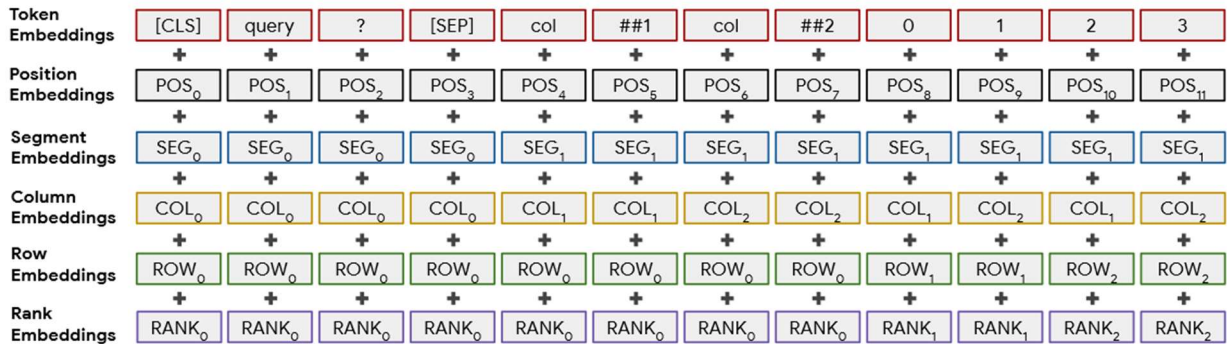 Token Embeddings [CLS] query ? [SEP] col ##1 col ##2 0 1 2 3
+ + + + + + + + + + + +
Position Embeddings POS₀ POS₁ POS₂ POS₃ POS₄ POS₅ POS₆ POS₇ POS₈ POS₉ POS₁₀ POS₁₁
+ + + + + + + + + + + +
Segment Embeddings SEG₀ SEG₀ SEG₀ SEG₀ SEG₁ SEG₁ SEG₁ SEG₁ SEG₁ SEG₁ SEG₁ SEG₁
+ + + + + + + + + + + +
Column Embeddings COL₀ COL₀ COL₀ COL₀ COL₁ COL₁ COL₂ COL₂ COL₁ COL₂ COL₁ COL₂
+ + + + + + + + + + + +
Row Embeddings ROW₀ ROW₀ ROW₀ ROW₀ ROW₀ ROW₀ ROW₀ ROW₀ ROW₁ ROW₁ ROW₂ ROW₂
+ + + + + + + + + + + +
Rank Embeddings RANK₀ RANK₀ RANK₀ RANK₀ RANK₀ RANK₀ RANK₀ RANK₀ RANK₁ RANK₁ RANK₂ RANK₂